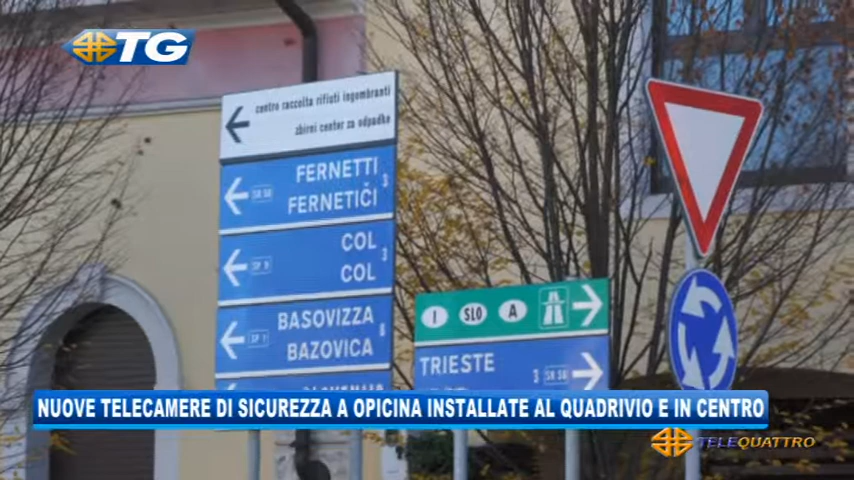 TG
centro raccolta rifiuti ingombranti
zbirni center za odpadke
FERNETTI
FERNETIČI
3
COL
COL
3
BASOVIZZA
BAZOVICA
8
I SLO A
TRIESTE
3
NUOVE TELECAMERE DI SICUREZZA A OPICINA INSTALLATE AL QUADRIVIO E IN CENTRO
TELEQUATTRO